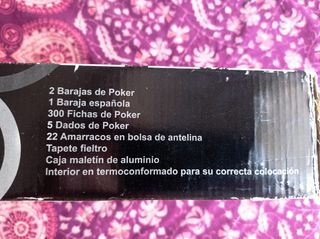 2 Barajas de Poker
1 Baraja española
300 Fichas de Poker
5 Dados de Poker
22 Amarracos en bolsa de antelina
Tapete fieltro
Caja maletin de aluminio
Interior en termoconformado para su correcta colocación